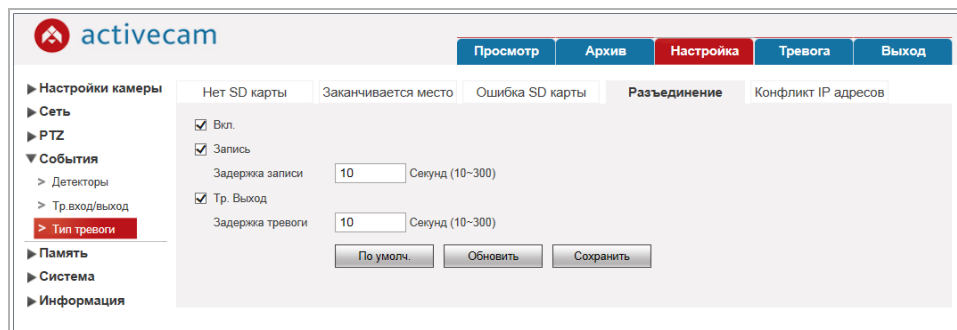 activecam
Просмотр Архив Настройка Тревога Выход
Настройки камеры
Сеть
PTZ
События
> Детекторы
> Тр.вход/выход
> Тип тревоги
Память
Система
Информация
Нет SD карты Заканчивается место Ошибка SD карты Разъединение Конфликт IP адресов
Вкл.
Запись
Задержка записи 10 Секунд (10~300)
Тр. Выход
Задержка тревоги 10 Секунд (10~300)
По умолч. Обновить Сохранить